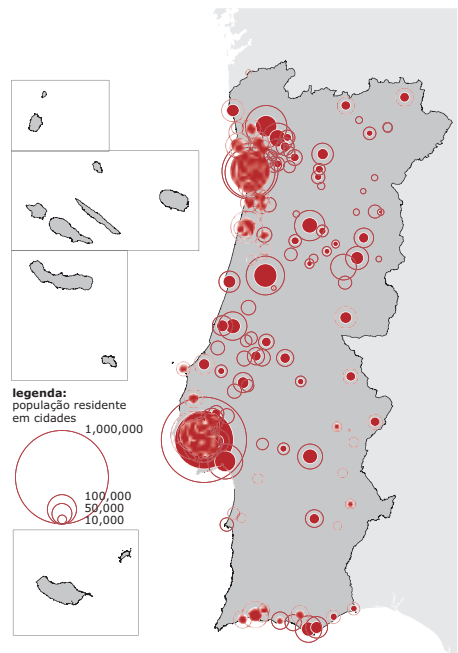 legenda:
população residente
em cidades
1,000,000
100,000
50,000
10,000